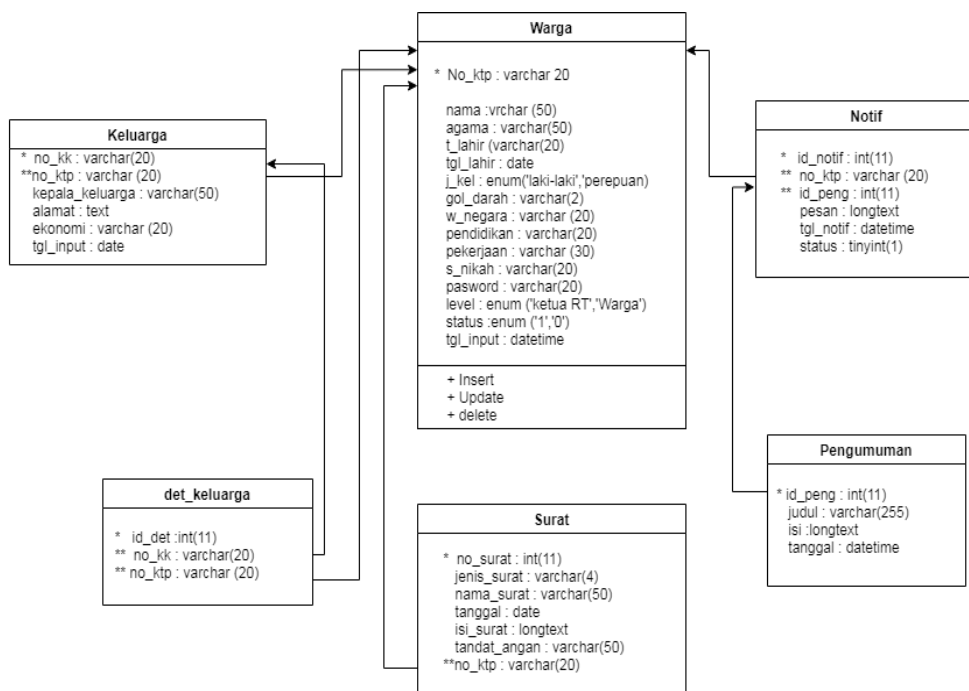 Warga
* No_ktp : varchar 20
nama :vrchar (50)
agama : varchar(50)
t_lahir (varchar(20)
tgl_lahir : date
j_kel : enum('laki-laki','perepuan)
gol_darah : varchar(2)
w_negara : varchar (20)
pendidikan : varchar(20)
pekerjaan : varchar (30)
s_nikah : varchar(20)
pasword : varchar(20)
level : enum ('ketua RT','Warga')
status :enum ('1','0')
tgl_input : datetime
+ Insert
+ Update
+ delete
Keluarga
* no_kk : varchar(20)
**no_ktp : varchar (20)
kepala_keluarga : varchar(50)
alamat : text
ekonomi : varchar (20)
tgl_input : date
Notif
* id_notif : int(11)
** no_ktp : varchar (20)
** id_peng : int(11)
pesan : longtext
tgl_notif : datetime
status : tinyint(1)
det_keluarga
* id_det :int(11)
** no_kk : varchar(20)
** no_ktp : varchar (20)
Surat
* no_surat : int(11)
jenis_surat : varchar(4)
nama_surat : varchar(50)
tanggal : date
isi_surat : longtext
tandat_angan : varchar(50)
**no_ktp : varchar(20)
Pengumuman
* id_peng : int(11)
judul : varchar(255)
isi :longtext
tanggal : datetime